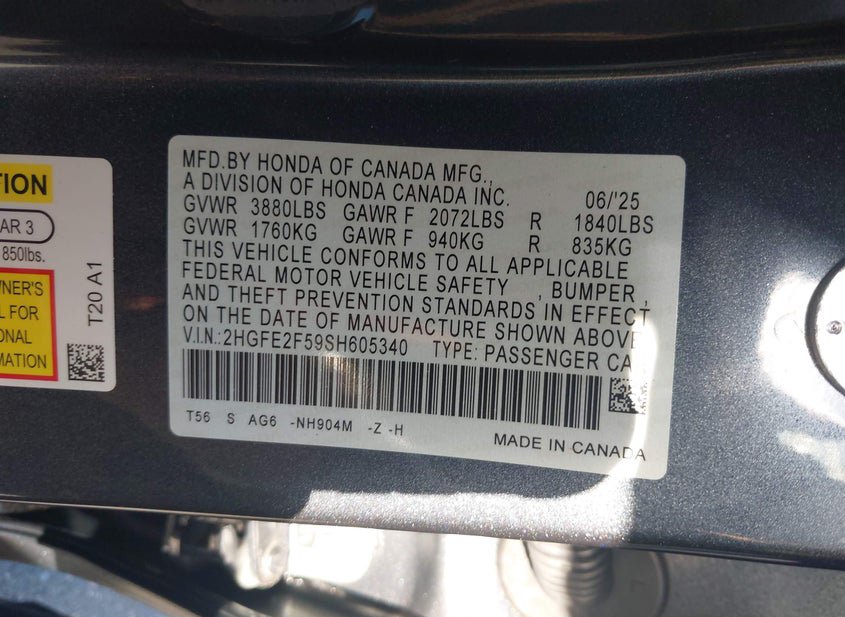 TION
AR 3
850lbs.
WNER'S
L FOR
ONAL
MATION
T20 A1
MFD.BY HONDA OF CANADA MFG.,
A DIVISION OF HONDA CANADA INC. 06/'25
GVWR 3880LBS GAWR F 2072LBS R 1840LBS
GVWR 1760KG GAWR F 940KG R 835KG
THIS VEHICLE CONFORMS TO ALL APPLICABLE
FEDERAL MOTOR VEHICLE SAFETY , BUMPER ,
AND THEFT PREVENTION STANDARDS IN EFFECT
ON THE DATE OF MANUFACTURE SHOWN ABOVE
V.I.N.:2HGFE2F59SH605340 TYPE: PASSENGER CA
T56 S AG6 -NH904M -Z -H
MADE IN CANADA